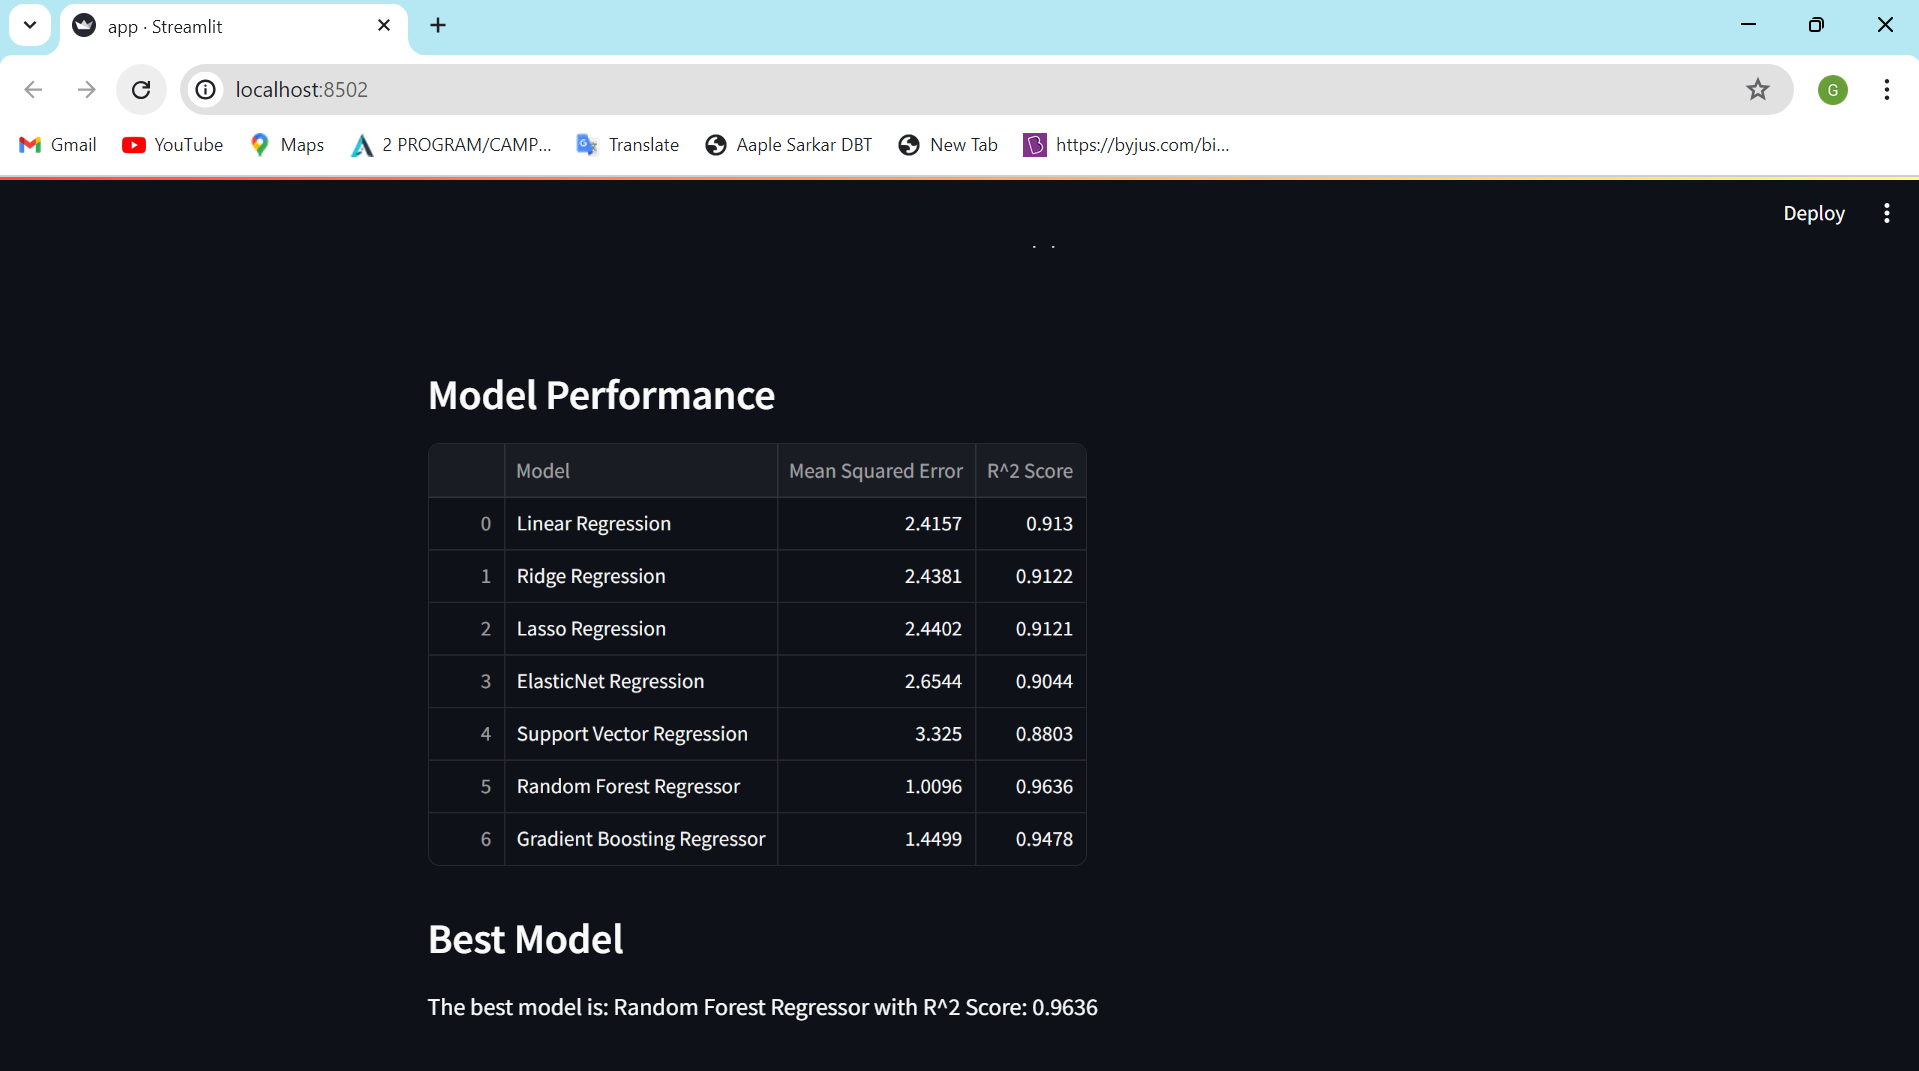 app · Streamlit
localhost:8502
G
Gmail YouTube Maps 2 PROGRAM/CAMP... Translate Aaple Sarkar DBT New Tab https://byjus.com/bi...
Deploy
Model Performance
Model Mean Squared Error R^2 Score
0 Linear Regression 2.4157 0.913
1 Ridge Regression 2.4381 0.9122
2 Lasso Regression 2.4402 0.9121
3 ElasticNet Regression 2.6544 0.9044
4 Support Vector Regression 3.325 0.8803
5 Random Forest Regressor 1.0096 0.9636
6 Gradient Boosting Regressor 1.4499 0.9478
Best Model
The best model is: Random Forest Regressor with R^2 Score: 0.9636